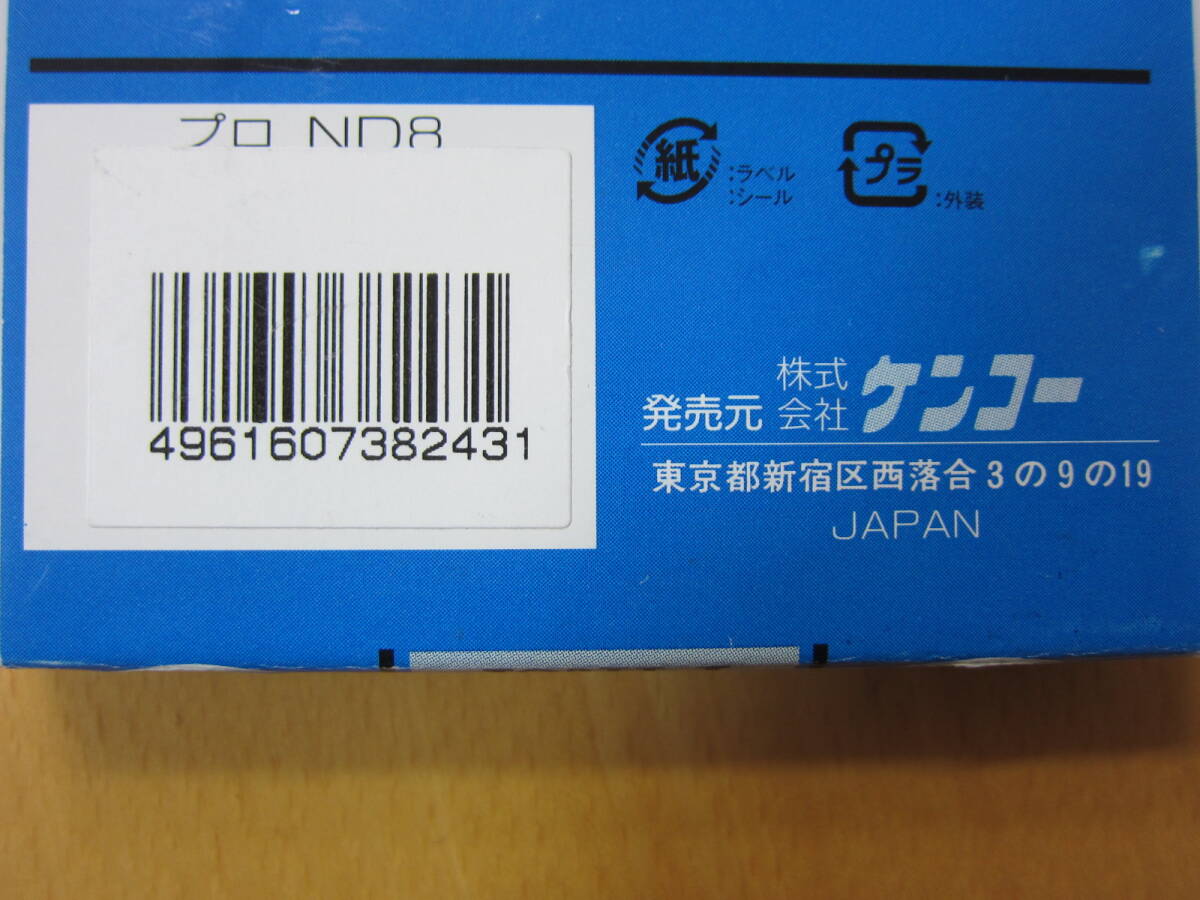 プロ ND8
4961607382431
紙 :ラベル
:シール
プラ :外装
発売元 株式会社 ケンコー
東京都新宿区西落合3の9の19
JAPAN